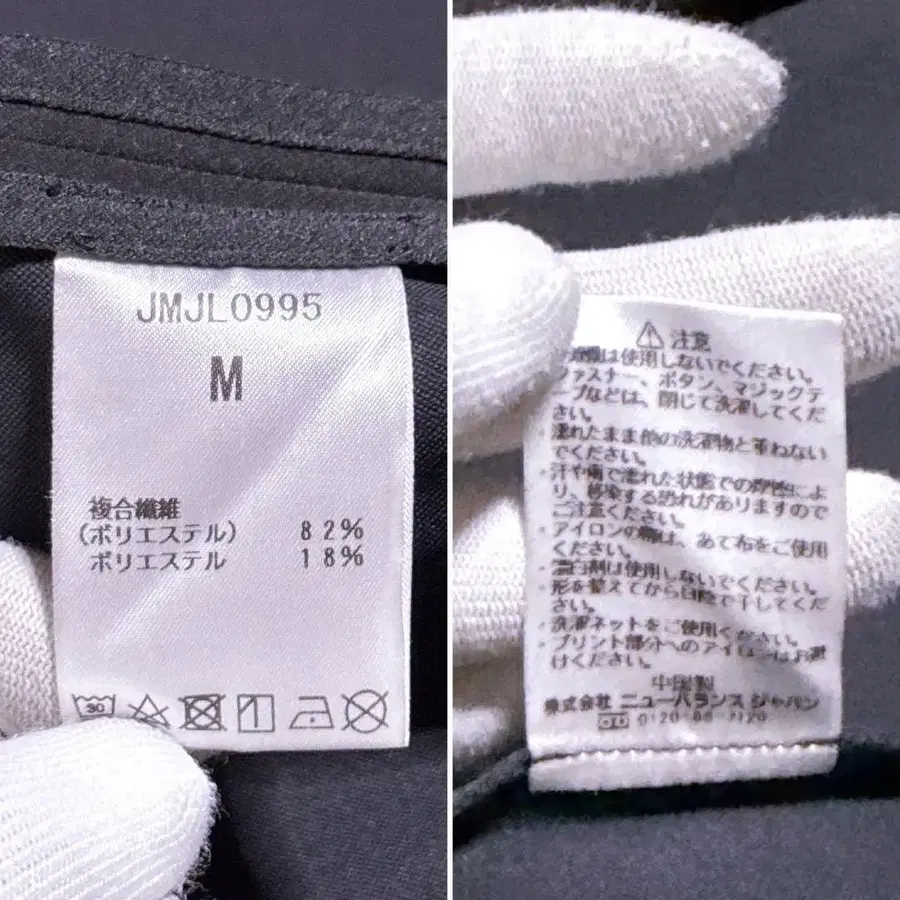 JMJL0995
M
複合繊維
(ポリエステル) 82%
ポリエステル 18%
30
注意
は使用しないでください。
ファスナー、ボタン、マジックテ
ープなどは、閉じて洗濯してくだ
さい。
・濡れたまま他の洗濯物と重ねない
でください。
・汗や雨で濡れた状態での摩擦によ
り、移染する恐れがありますので
ご注意ください。
・アイロンの際は、あて布をご使用
ください。
・漂白剤は使用しないでください。
・形を整えてから日陰で干してくだ
さい。
・洗濯ネットをご使用ください。
・プリント部分へのアイロンはお避
けください。
中国製
株式会社 ニューバランス ジャパン
0120-